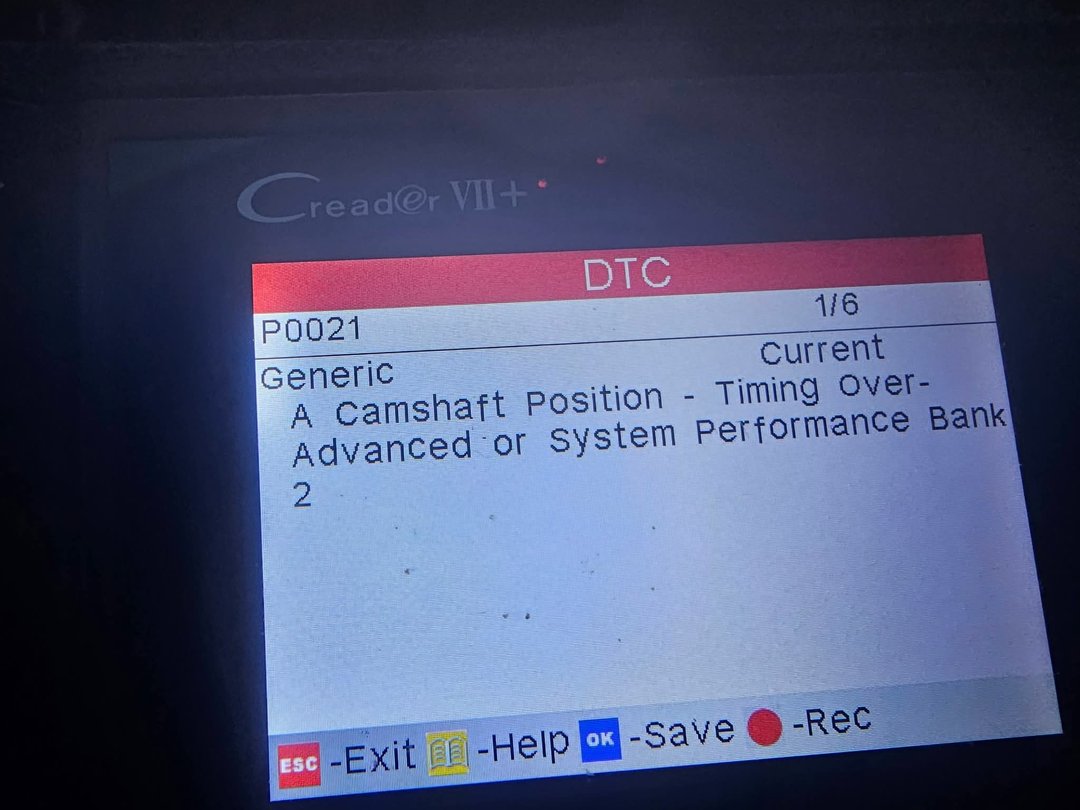 Cread@r VII+
DTC
P0021 1/6
Generic Current
A Camshaft Position - Timing Over-
Advanced or System Performance Bank
2
ESC -Exit -Help OK -Save -Rec